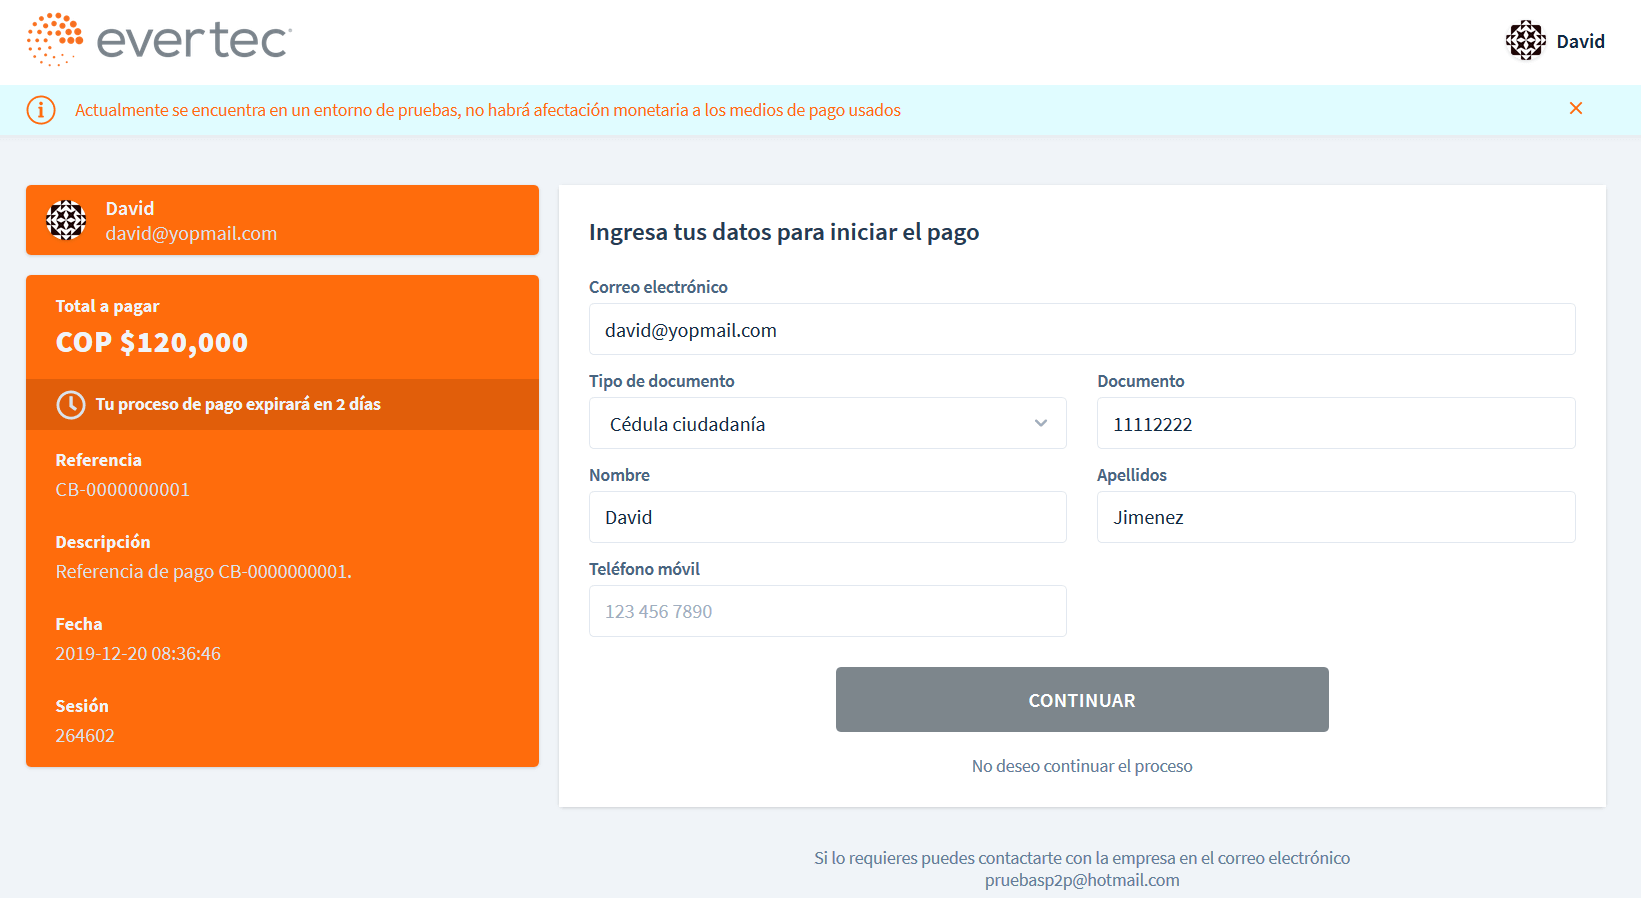 evertec
David
Actualmente se encuentra en un entorno de pruebas, no habrá afectación monetaria a los medios de pago usados
David
david@yopmail.com
Total a pagar
COP $120,000
Tu proceso de pago expirará en 2 días
Referencia
CB-0000000001
Descripción
Referencia de pago CB-0000000001.
Fecha
2019-12-20 08:36:46
Sesión
264602
Ingresa tus datos para iniciar el pago
Correo electrónico
david@yopmail.com
Tipo de documento
Cédula ciudadanía
Documento
11112222
Nombre
David
Apellidos
Jimenez
Teléfono móvil
123 456 7890
CONTINUAR
No deseo continuar el proceso
Si lo requieres puedes contactarte con la empresa en el correo electrónico
pruebasp2p@hotmail.com